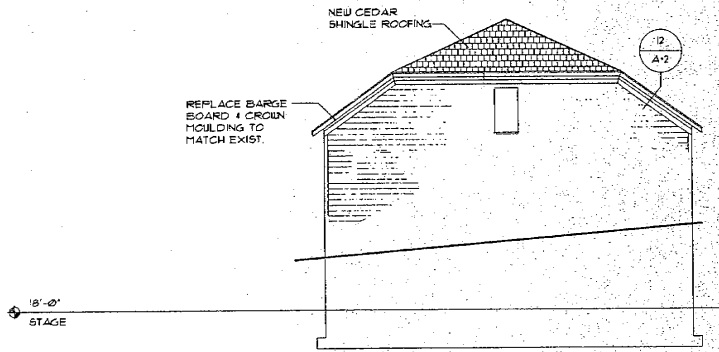 NEW CEDAR
SHINGLE ROOFING
12
A-2
REPLACE BARGE
BOARD & CROWN
MOULDING TO
MATCH EXIST.
18'-0"
STAGE